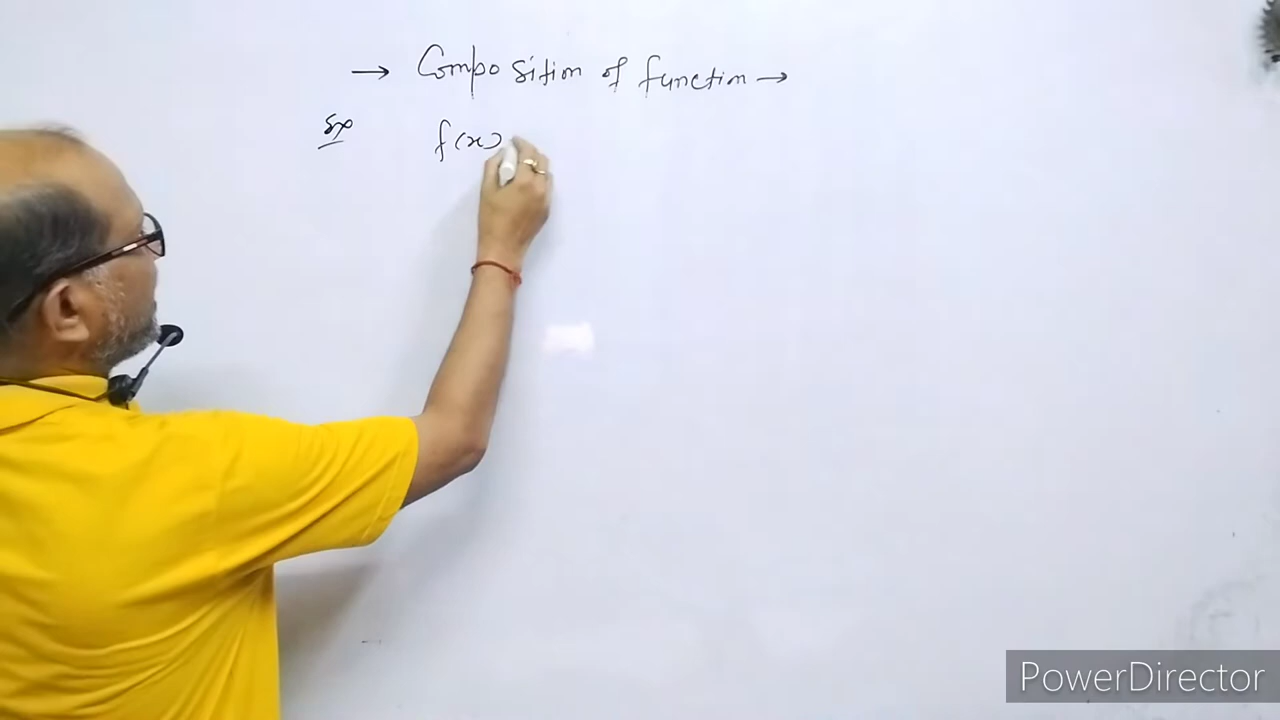 → Composition of function →
Ex f(x)
PowerDirector